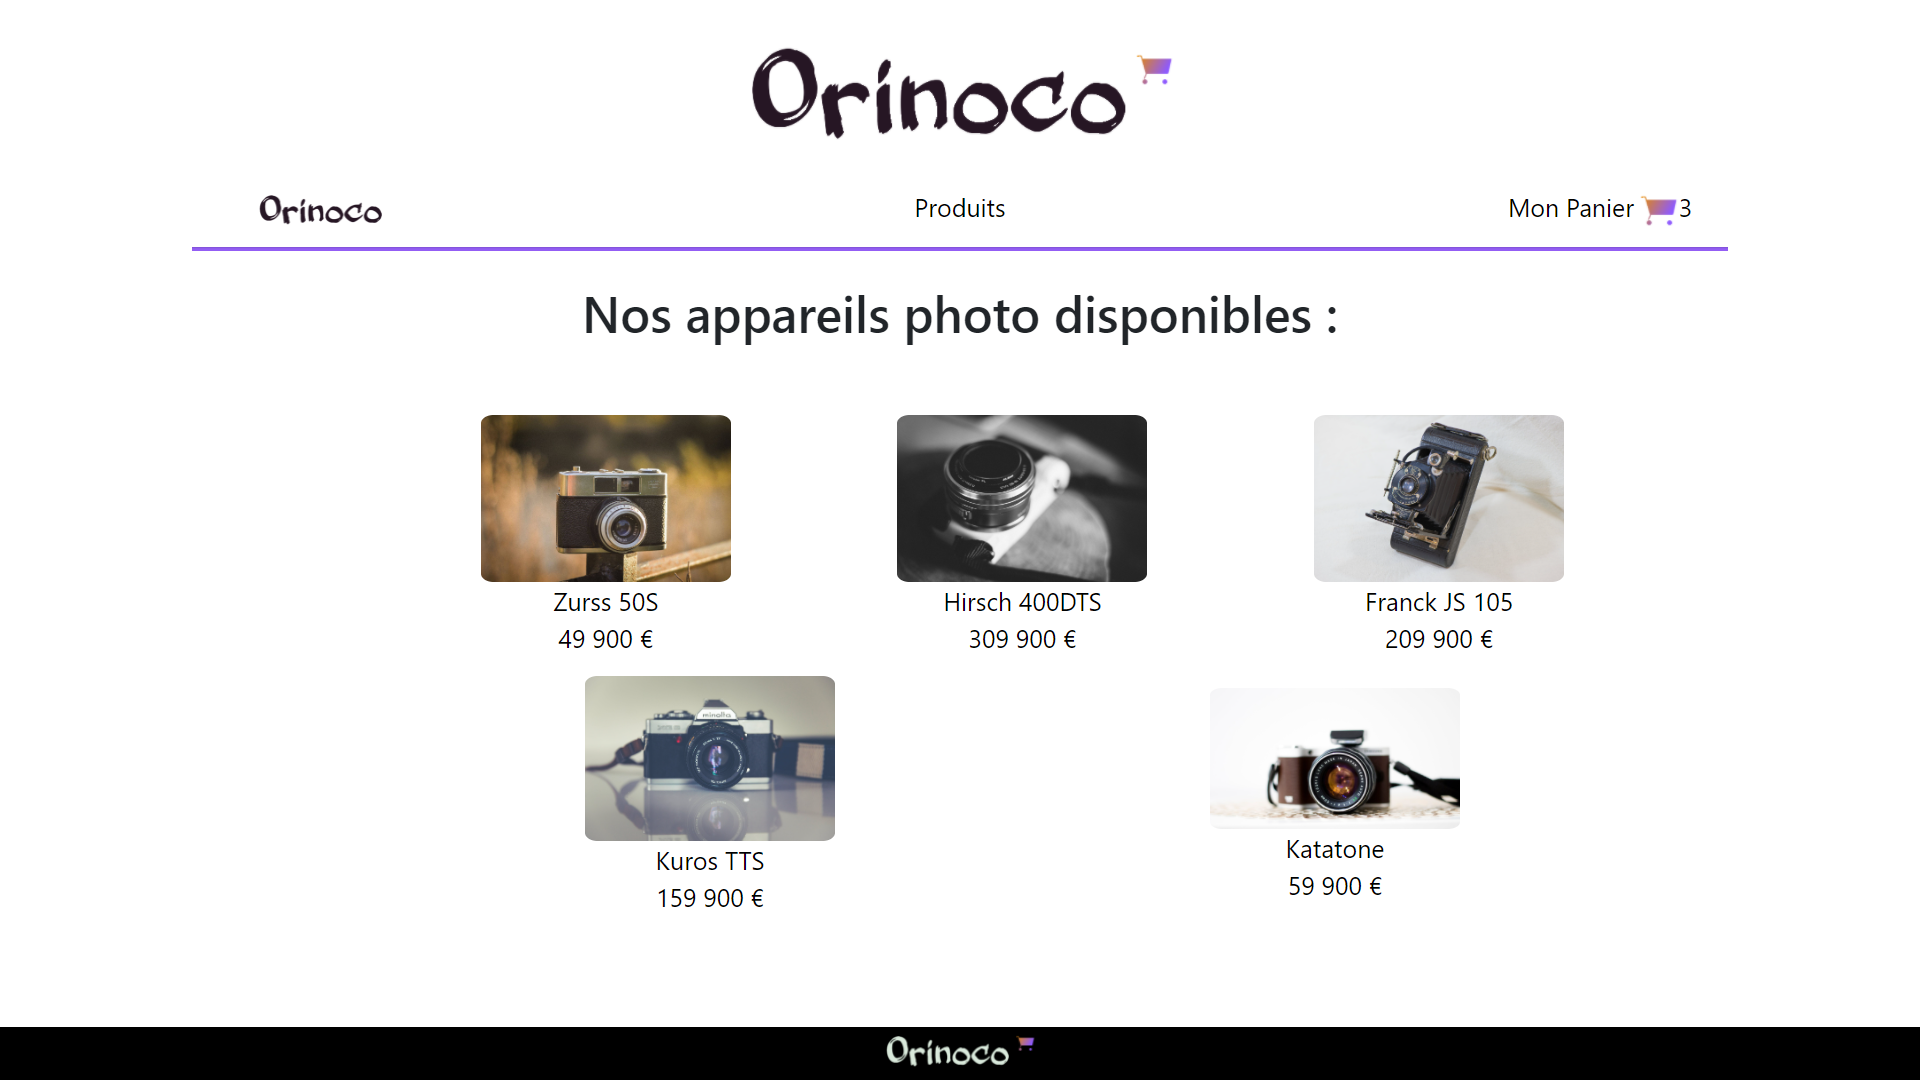 Orinoco
Orinoco
Produits
Mon Panier 3
Nos appareils photo disponibles :
Zurss 50S
49 900 €
Hirsch 400DTS
309 900 €
Franck JS 105
209 900 €
minolta
Kuros TTS
159 900 €
Katatone
59 900 €
Orinoco